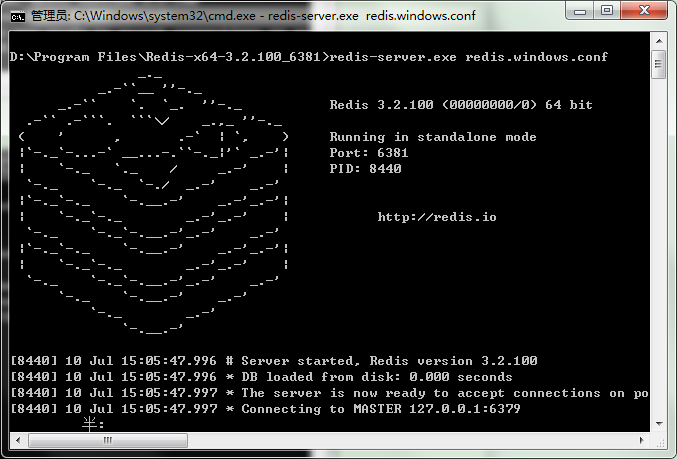 管理员: C:\Windows\system32\cmd.exe - redis-server.exe  redis.windows.conf
D:\Program Files\Redis-x64-3.2.100_6381>redis-server.exe redis.windows.conf
Redis 3.2.100 (00000000/0) 64 bit
Running in standalone mode
Port: 6381
PID: 8440
http://redis.io
[8440] 10 Jul 15:05:47.996 # Server started, Redis version 3.2.100
[8440] 10 Jul 15:05:47.996 * DB loaded from disk: 0.000 seconds
[8440] 10 Jul 15:05:47.997 * The server is now ready to accept connections on po
[8440] 10 Jul 15:05:47.997 * Connecting to MASTER 127.0.0.1:6379
半: